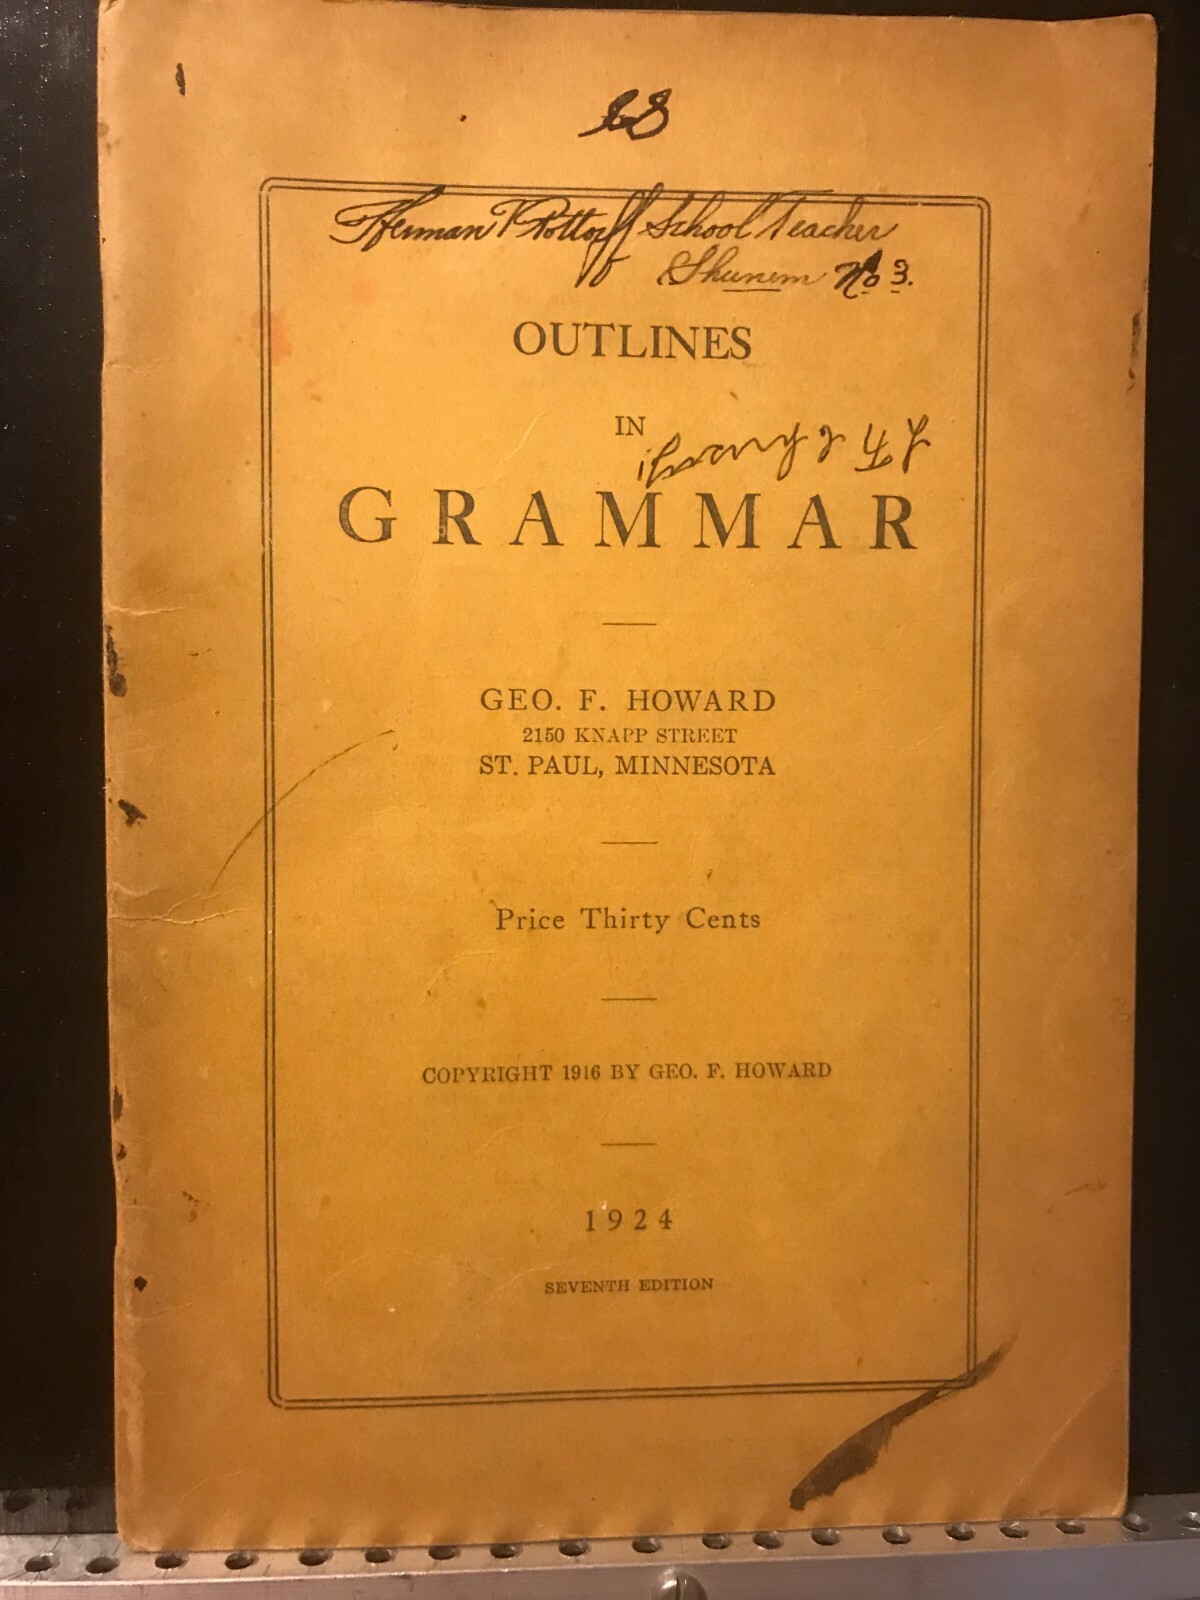 Herman V Pottorff School Teacher
Shunem No 3.
OUTLINES
IN
GRAMMAR
GEO. F. HOWARD
2150 KNAPP STREET
ST. PAUL, MINNESOTA
Price Thirty Cents
COPYRIGHT 1916 BY GEO. F. HOWARD
1924
SEVENTH EDITION